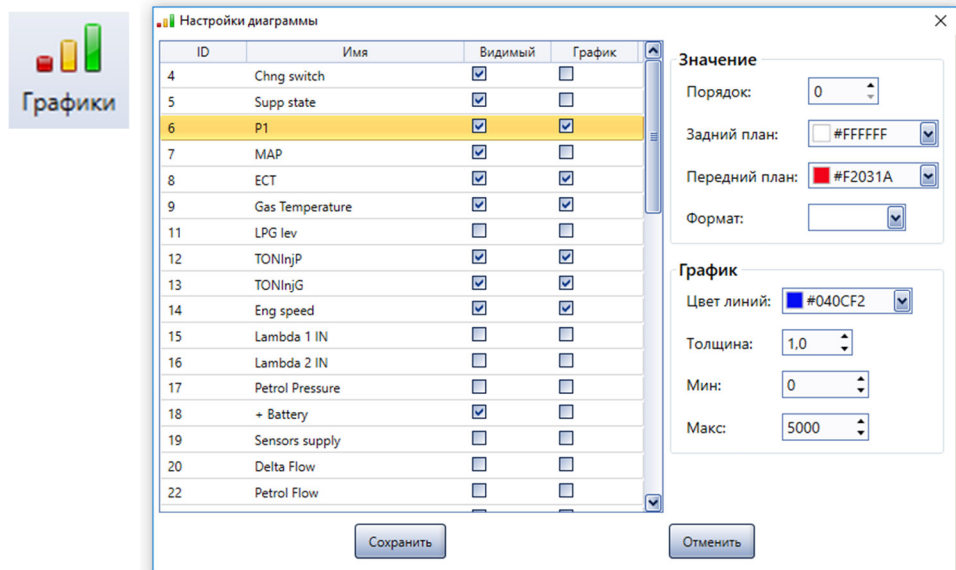 Графики
Настройки диаграммы
ID Имя Видимый График
4 Chng switch
5 Supp state
6 P1
7 MAP
8 ECT
9 Gas Temperature
11 LPG lev
12 TONInjP
13 TONInjG
14 Eng speed
15 Lambda 1 IN
16 Lambda 2 IN
17 Petrol Pressure
18 + Battery
19 Sensors supply
20 Delta Flow
22 Petrol Flow
Значение
Порядок: 0
Задний план: #FFFFFF
Передний план: #F2031A
Формат:
График
Цвет линий: #040CF2
Толщина: 1,0
Мин: 0
Макс: 5000
Сохранить Отменить